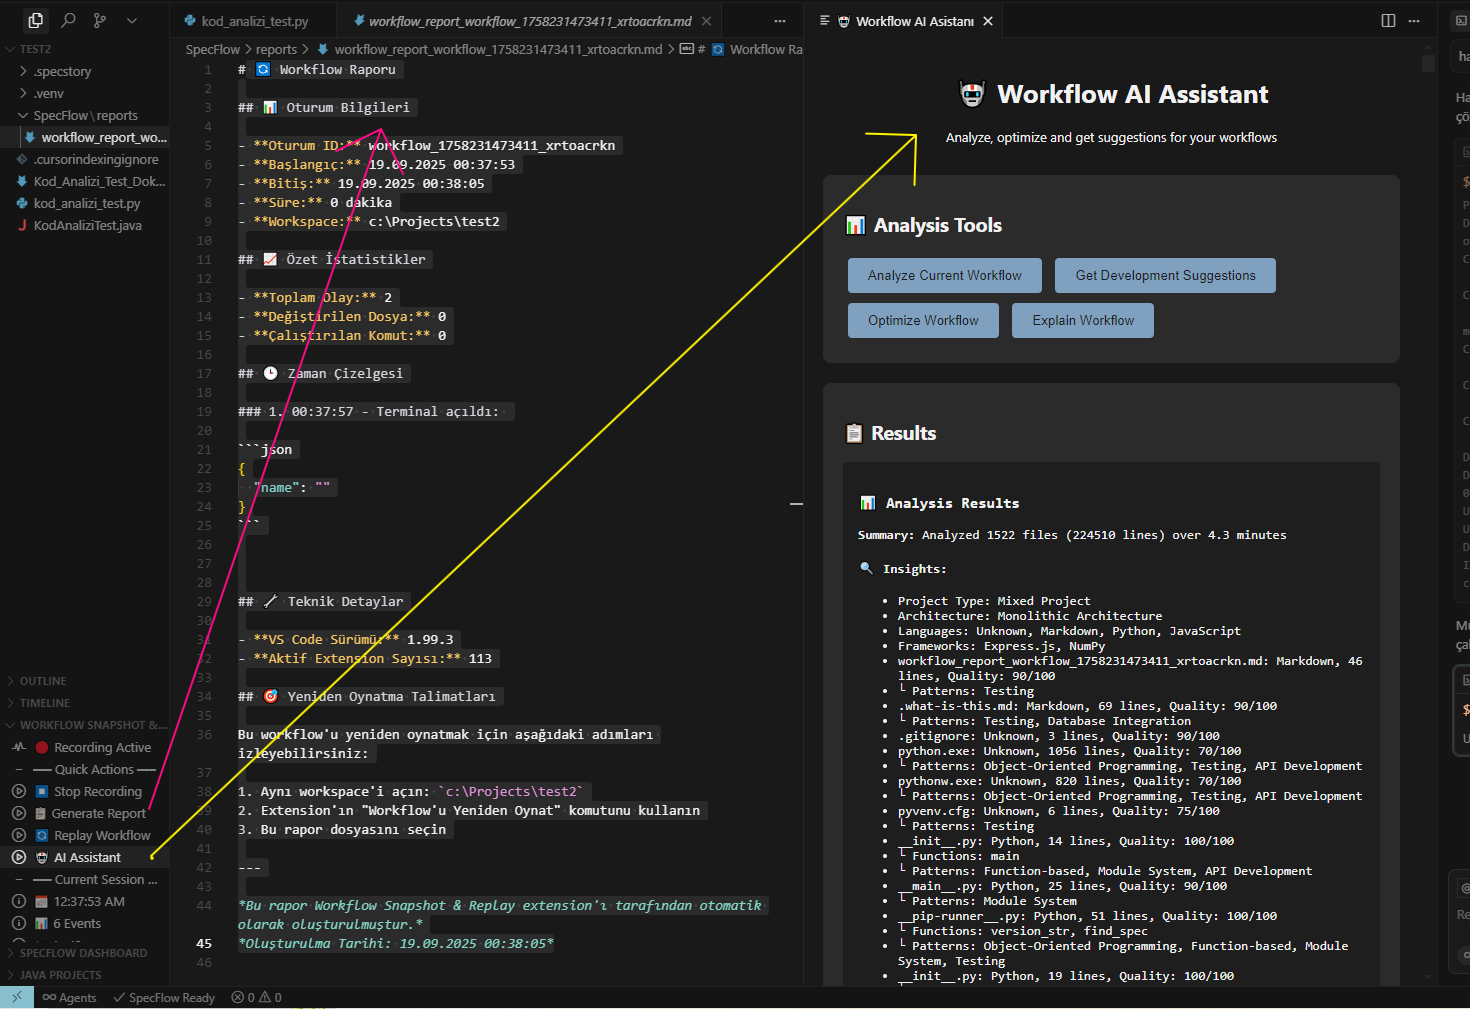 TEST2
.specstory
.venv
SpecFlow\reports
workflow_report_wo...
.cursorindexingignore
Kod_Analizi_Test_Dok...
kod_analizi_test.py
KodAnaliziTest.java
OUTLINE
TIMELINE
WORKFLOW SNAPSHOT &...
Recording Active
Quick Actions
Stop Recording
Generate Report
Replay Workflow
AI Assistant
Current Session ...
12:37:53 AM
6 Events
SPECFLOW DASHBOARD
JAVA PROJECTS
Agents
SpecFlow Ready
0 0
kod_analizi_test.py
workflow_report_workflow_1758231473411_xrtoacrkn.md
SpecFlow > reports > workflow_report_workflow_1758231473411_xrtoacrkn.md > # Workflow Ra
1 # Workflow Raporu
2
3 ## Oturum Bilgileri
4
5 - **Oturum ID:** workflow_1758231473411_xrtoacrkn
6 - **Başlangıç:** 19.09.2025 00:37:53
7 - **Bitiş:** 19.09.2025 00:38:05
8 - **Süre:** 0 dakika
9 - **Workspace:** c:\Projects\test2
10
11 ## Özet İstatistikler
12
13 - **Toplam Olay:** 2
14 - **Değiştirilen Dosya:** 0
15 - **Çalıştırılan Komut:** 0
16
17 ## Zaman Çizelgesi
18
19 ### 1. 00:37:57 - Terminal açıldı:
20
21 ```json
22 {
23 "name": ""
24 }
25 ```
26
27
28
29 ## Teknik Detaylar
30
31 - **VS Code Sürümü:** 1.99.3
32 - **Aktif Extension Sayısı:** 113
33
34 ## Yeniden Oynatma Talimatları
35
36 Bu workflow'u yeniden oynatmak için aşağıdaki adımları
izleyebilirsiniz:
37
38 1. Aynı workspace'i açın: `c:\Projects\test2`
39 2. Extension'ın "Workflow'u Yeniden Oynat" komutunu kullanın
40 3. Bu rapor dosyasını seçin
41
42 ---
43
44 *Bu rapor Workflow Snapshot & Replay extension'ı tarafından otomatik
olarak oluşturulmuştur.*
45 *Oluşturulma Tarihi: 19.09.2025 00:38:05*
46
Workflow AI Asistanı
Workflow AI Assistant
Analyze, optimize and get suggestions for your workflows
Analysis Tools
Analyze Current Workflow
Get Development Suggestions
Optimize Workflow
Explain Workflow
Results
Analysis Results
Summary: Analyzed 1522 files (224510 lines) over 4.3 minutes
Insights:
• Project Type: Mixed Project
• Architecture: Monolithic Architecture
• Languages: Unknown, Markdown, Python, JavaScript
• Frameworks: Express.js, NumPy
• workflow_report_workflow_1758231473411_xrtoacrkn.md: Markdown, 46
lines, Quality: 90/100
• └ Patterns: Testing
• .what-is-this.md: Markdown, 69 lines, Quality: 90/100
• └ Patterns: Testing, Database Integration
• .gitignore: Unknown, 3 lines, Quality: 90/100
• python.exe: Unknown, 1056 lines, Quality: 70/100
• └ Patterns: Object-Oriented Programming, Testing, API Development
• pythonw.exe: Unknown, 820 lines, Quality: 70/100
• └ Patterns: Object-Oriented Programming, Testing, API Development
• pyvenv.cfg: Unknown, 6 lines, Quality: 75/100
• └ Patterns: Testing
• __init__.py: Python, 14 lines, Quality: 100/100
• └ Functions: main
• └ Patterns: Function-based, Module System, API Development
• __main__.py: Python, 25 lines, Quality: 90/100
• └ Patterns: Module System
• __pip-runner__.py: Python, 51 lines, Quality: 100/100
• └ Functions: version_str, find_spec
• └ Patterns: Object-Oriented Programming, Function-based, Module
System, Testing
• __init__.py: Python, 19 lines, Quality: 100/100